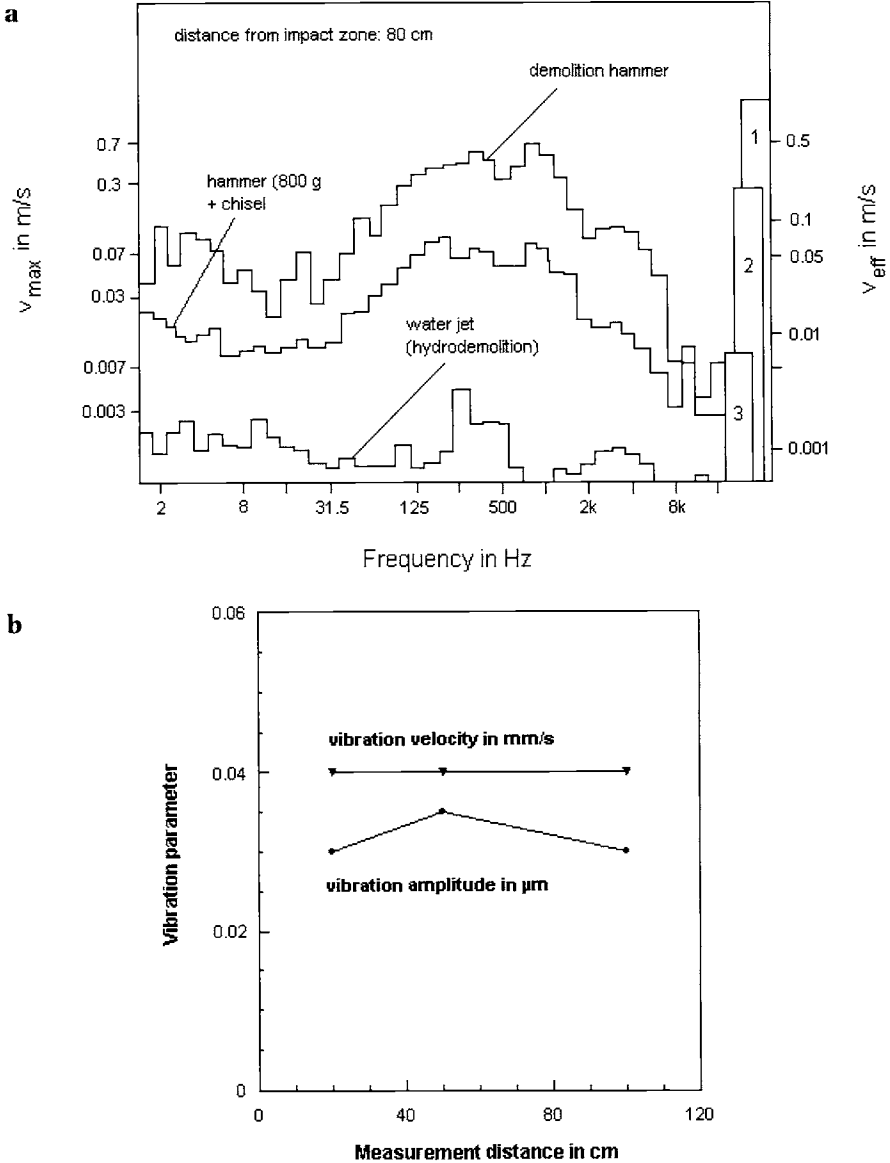 a
distance from impact zone: 80 cm
demolition hammer
hammer (800 g
+ chisel
water jet
(hydrodemolition)
0.7
0.3
0.07
0.03
0.007
0.003
vmax in m/s
0.5
0.1
0.05
0.01
0.001
veff in m/s
1
2
3
2
8
31.5
125
500
2k
8k
Frequency in Hz
b
0.06
0.04
0.02
0
Vibration parameter
vibration velocity in mm/s
vibration amplitude in µm
0
40
80
120
Measurement distance in cm